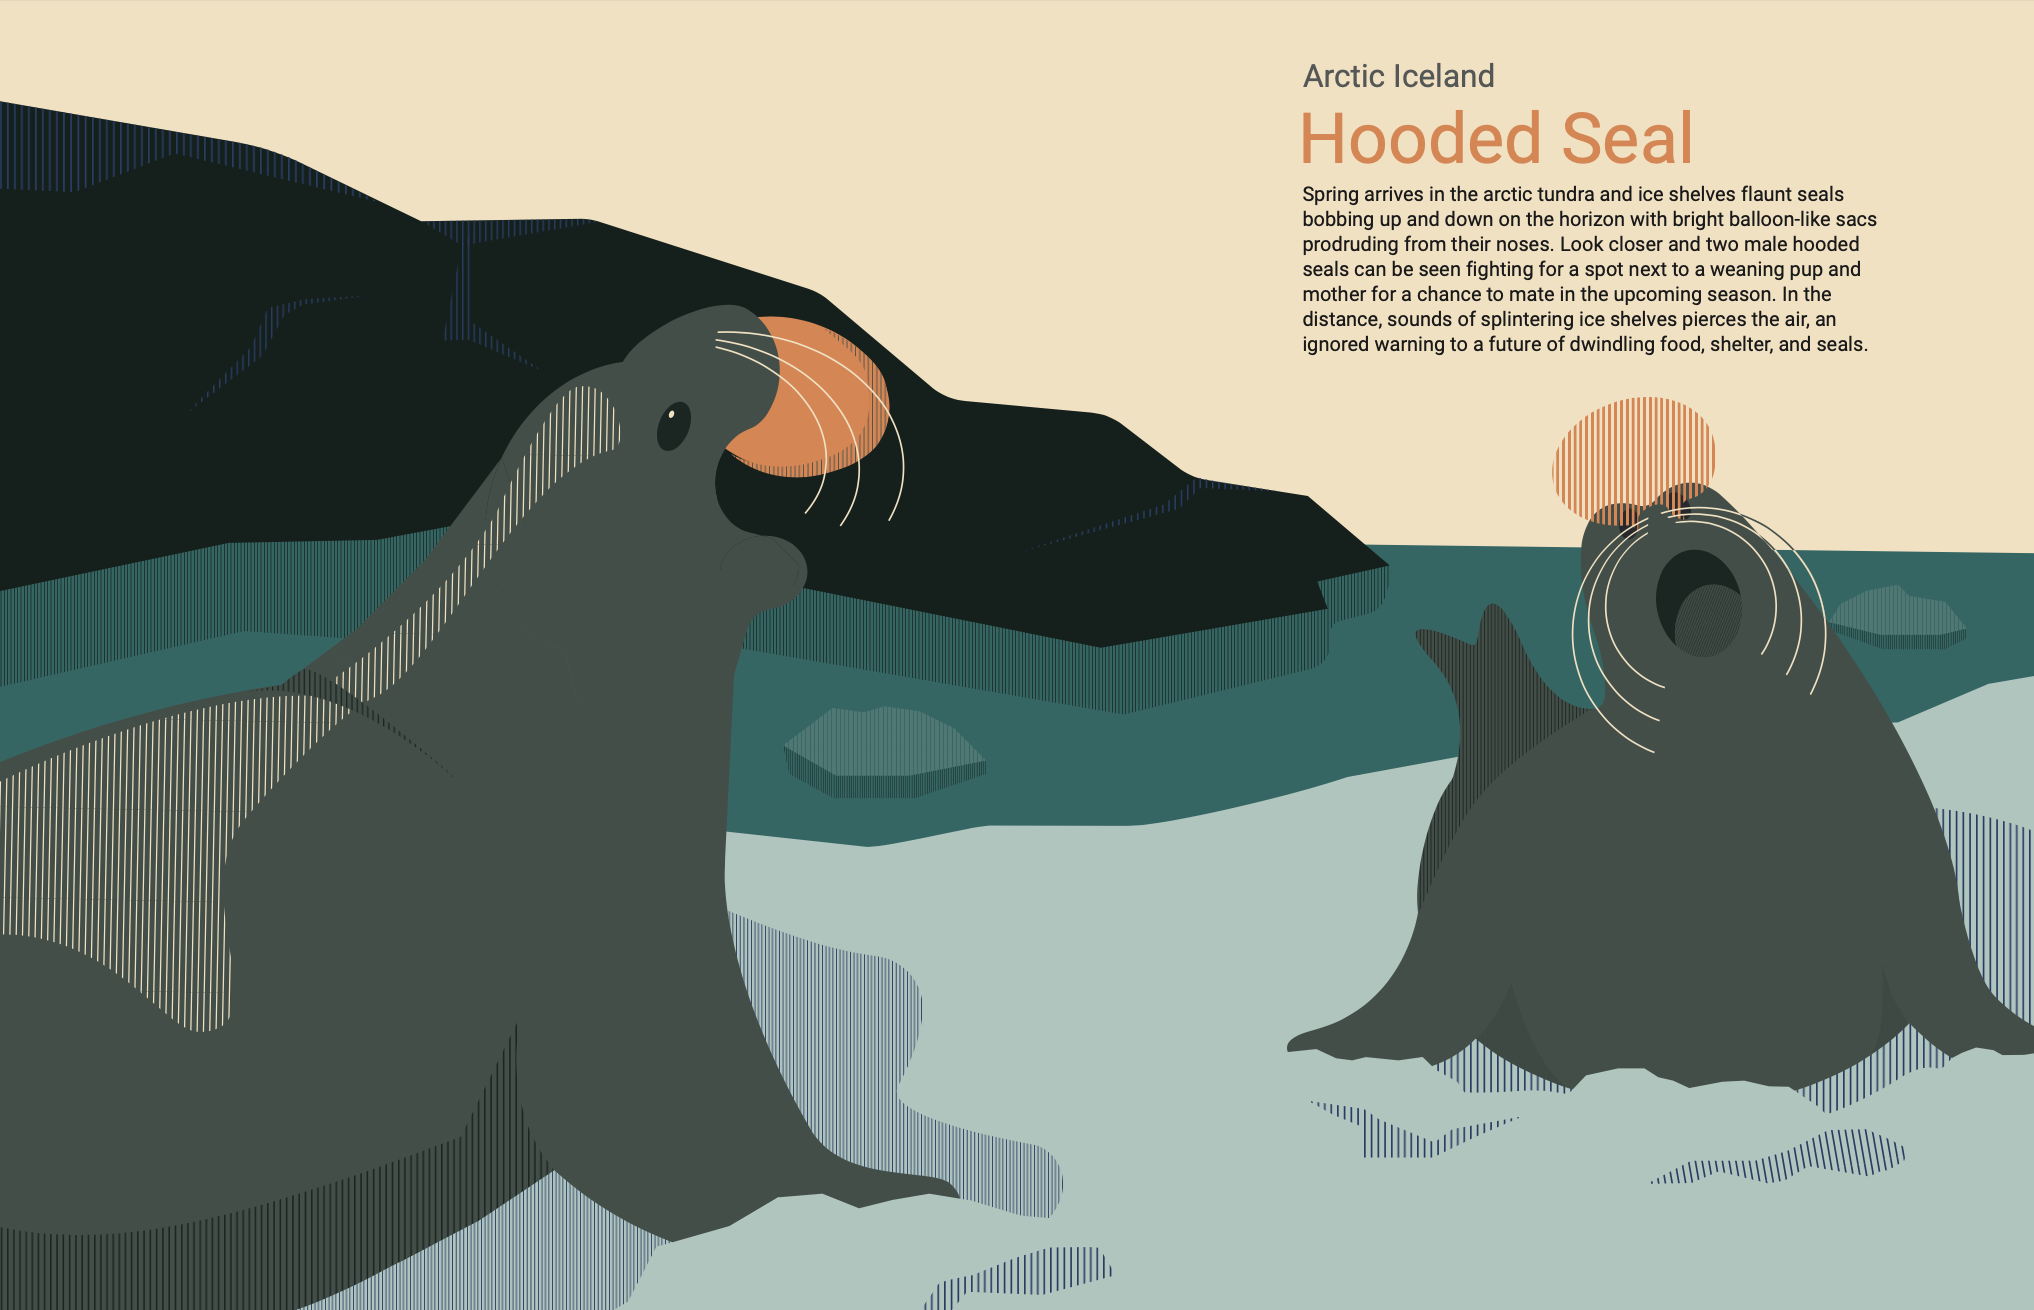 Arctic Iceland
Hooded Seal
Spring arrives in the arctic tundra and ice shelves flaunt seals
bobbing up and down on the horizon with bright balloon-like sacs
prodruding from their noses. Look closer and two male hooded
seals can be seen fighting for a spot next to a weaning pup and
mother for a chance to mate in the upcoming season. In the
distance, sounds of splintering ice shelves pierces the air, an
ignored warning to a future of dwindling food, shelter, and seals.